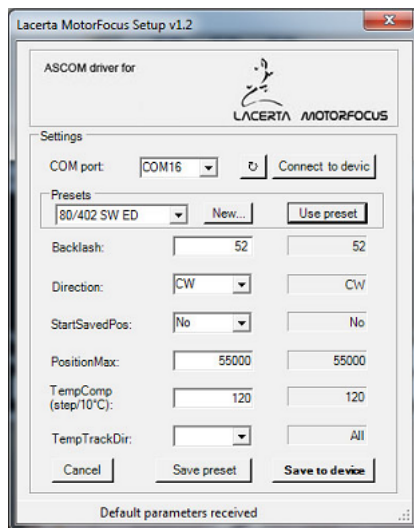 Lacerta MotorFocus Setup v1.2
ASCOM driver for
LACERTA MOTORFOCUS
Settings
COM port: COM16 ↻ Connect to devic
Presets
80/402 SW ED New... Use preset
Backlash: 52 52
Direction: CW CW
StartSavedPos: No No
PositionMax: 55000 55000
TempComp
(step/10°C): 120 120
TempTrackDir: All
Cancel Save preset Save to device
Default parameters received